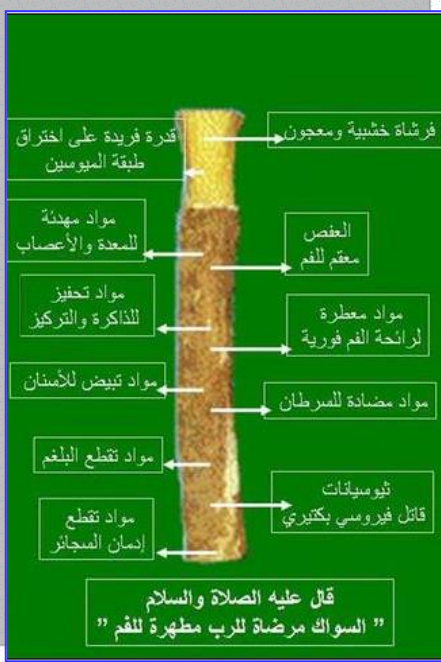 فرشاة خشبية ومعجون
قدرة فريدة على اختراق
طبقة الميوسين
العفص
معقم للفم
مواد مهدئة
للمعدة والأعصاب
مواد معطرة
لرائحة الفم فورية
مواد تحفيز
للذاكرة والتركيز
مواد مضادة للسرطان
مواد تبيض للأسنان
ثيوسيانات
قاتل فيروسي بكتيري
مواد تقطع البلغم
مواد تقطع
إدمان السجائر
قال عليه الصلاة والسلام
” السواك مرضاة للرب مطهرة للفم ”